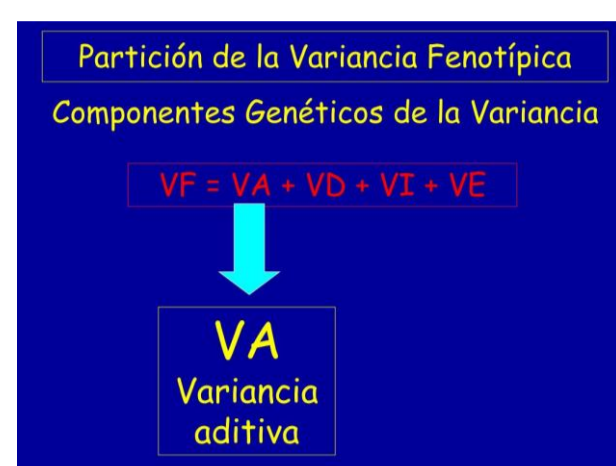 Partición de la Variancia Fenotípica
Componentes Genéticos de la Variancia
VF = VA + VD + VI + VE
VA
Variancia
aditiva